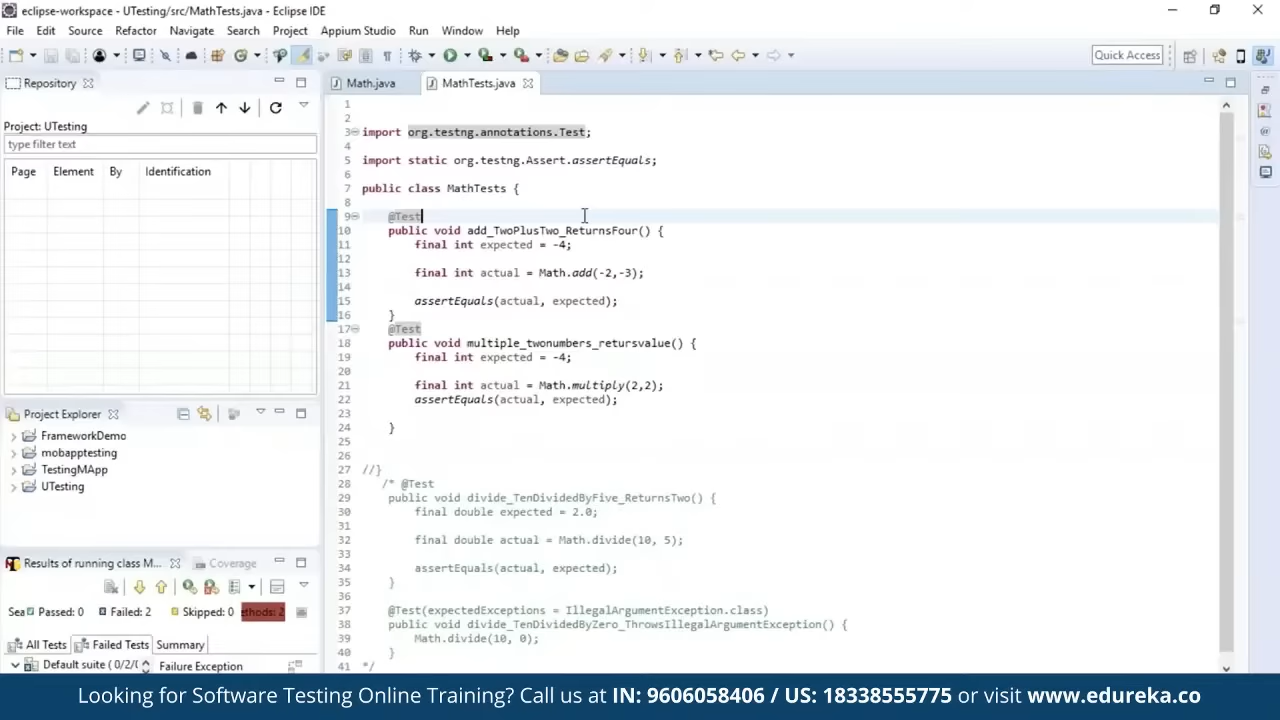 eclipse-workspace - UTesting/src/MathTests.java - Eclipse IDE
File Edit Source Refactor Navigate Search Project Appium Studio Run Window Help
Quick Access
Repository
Project: UTesting
type filter text
Page Element By Identification
Project Explorer
FrameworkDemo
mobapptesting
TestingMApp
UTesting
Results of running class M... Coverage
Sea Passed: 0 Failed: 2 Skipped: 0 ethods: 2
All Tests Failed Tests Summary
Default suite ( 0/2/( Failure Exception
Math.java MathTests.java
1
2
3 import org.testng.annotations.Test;
4
5 import static org.testng.Assert.assertEquals;
6
7 public class MathTests {
8
9 @Test
10 public void add_TwoPlusTwo_ReturnsFour() {
11 final int expected = -4;
12
13 final int actual = Math.add(-2,-3);
14
15 assertEquals(actual, expected);
16 }
17 @Test
18 public void multiple_twonumbers_retursvalue() {
19 final int expected = -4;
20
21 final int actual = Math.multiply(2,2);
22 assertEquals(actual, expected);
23
24 }
25
26
27 //}
28 /* @Test
29 public void divide_TenDividedByFive_ReturnsTwo() {
30 final double expected = 2.0;
31
32 final double actual = Math.divide(10, 5);
33
34 assertEquals(actual, expected);
35 }
36
37 @Test(expectedExceptions = IllegalArgumentException.class)
38 public void divide_TenDividedByZero_ThrowsIllegalArgumentException() {
39 Math.divide(10, 0);
40 }
41 */
Looking for Software Testing Online Training? Call us at IN: 9606058406 / US: 18338555775 or visit www.edureka.co